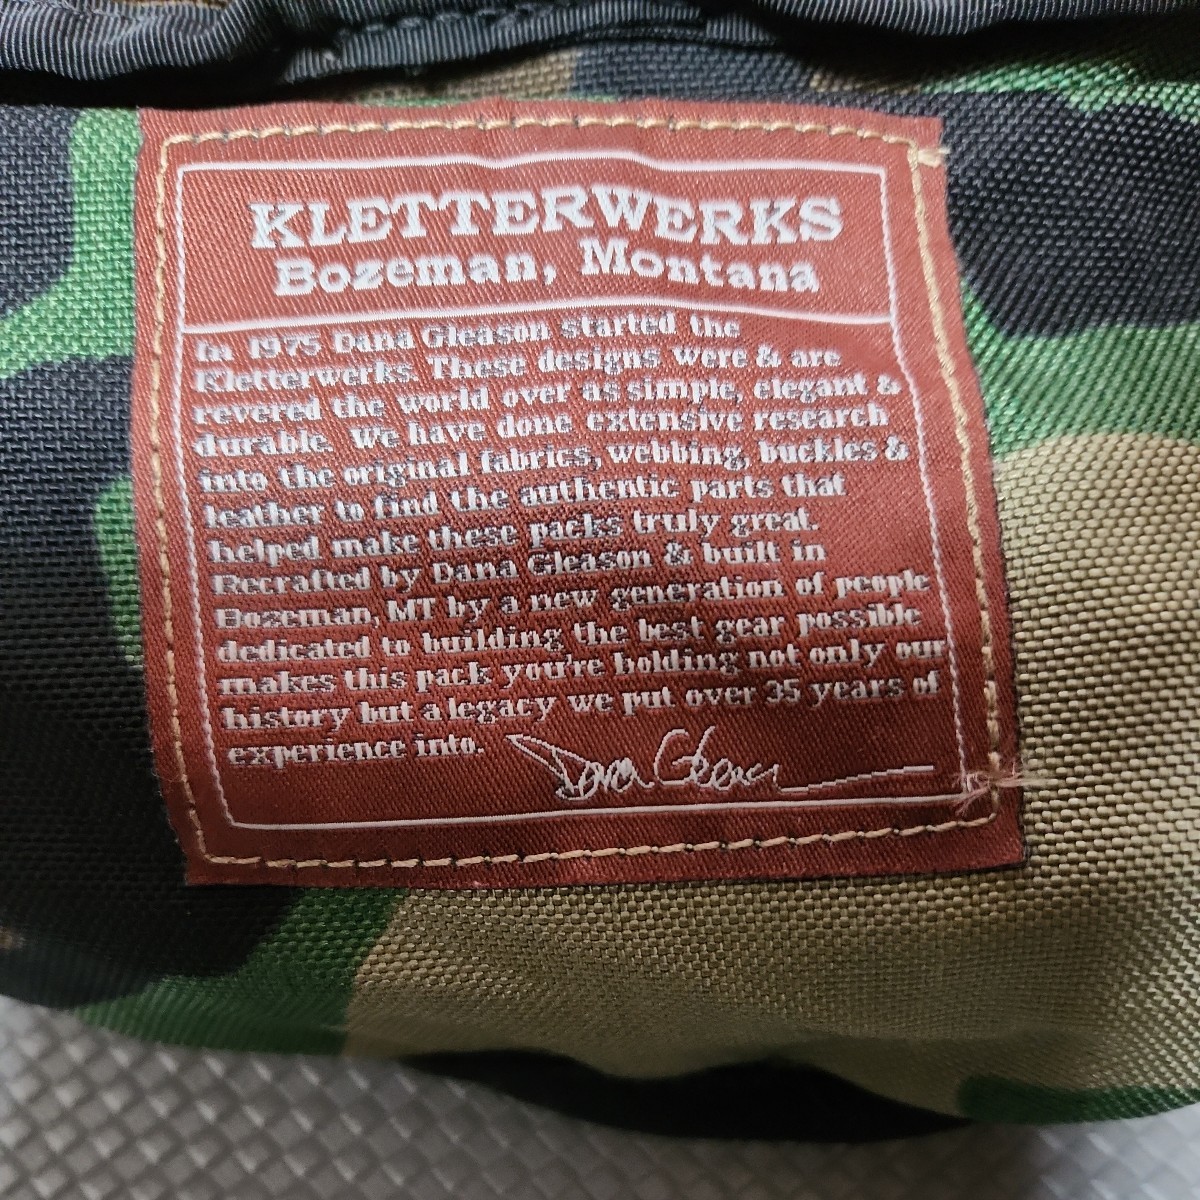 KLETTERWERKS
Bozeman, Montana
In 1975 Dana Gleason started the
Kletterwerks. These designs were & are
revered the world over as simple, elegant &
durable. We have done extensive research
into the original fabrics, webbing, buckles &
leather to find the authentic parts that
helped make these packs truly great.
Recrafted by Dana Gleason & built in
Bozeman, MT by a new generation of people
dedicated to building the best gear possible
makes this pack you're holding not only our
history but a legacy we put over 35 years of
experience into.
Dana Gleason